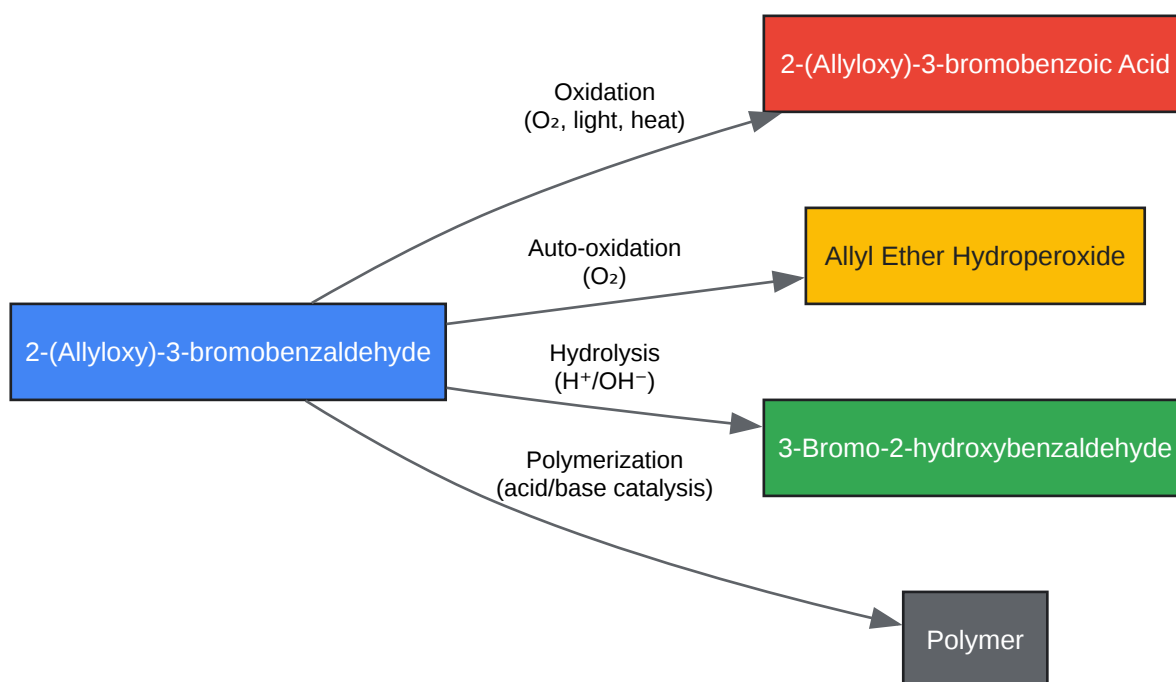 2-(Allyloxy)-3-bromobenzoic Acid
Oxidation
(O₂, light, heat)
Allyl Ether Hydroperoxide
Auto-oxidation
(O₂)
2-(Allyloxy)-3-bromobenzaldehyde
Hydrolysis
(H⁺/OH⁻)
3-Bromo-2-hydroxybenzaldehyde
Polymerization
(acid/base catalysis)
Polymer